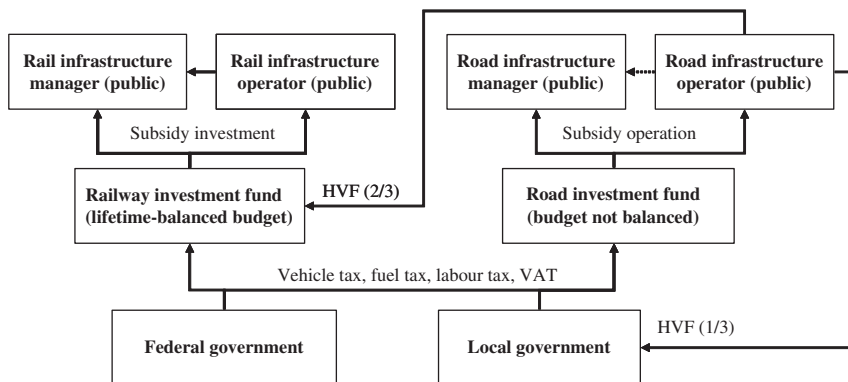 Rail infrastructure
manager (public)
Rail infrastructure
operator (public)
Road infrastructure
manager (public)
Road infrastructure
operator (public)
Subsidy investment
Subsidy operation
Railway investment fund
(lifetime-balanced budget)
HVF (2/3)
Road investment fund
(budget not balanced)
Vehicle tax, fuel tax, labour tax, VAT
Federal government
Local government
HVF (1/3)